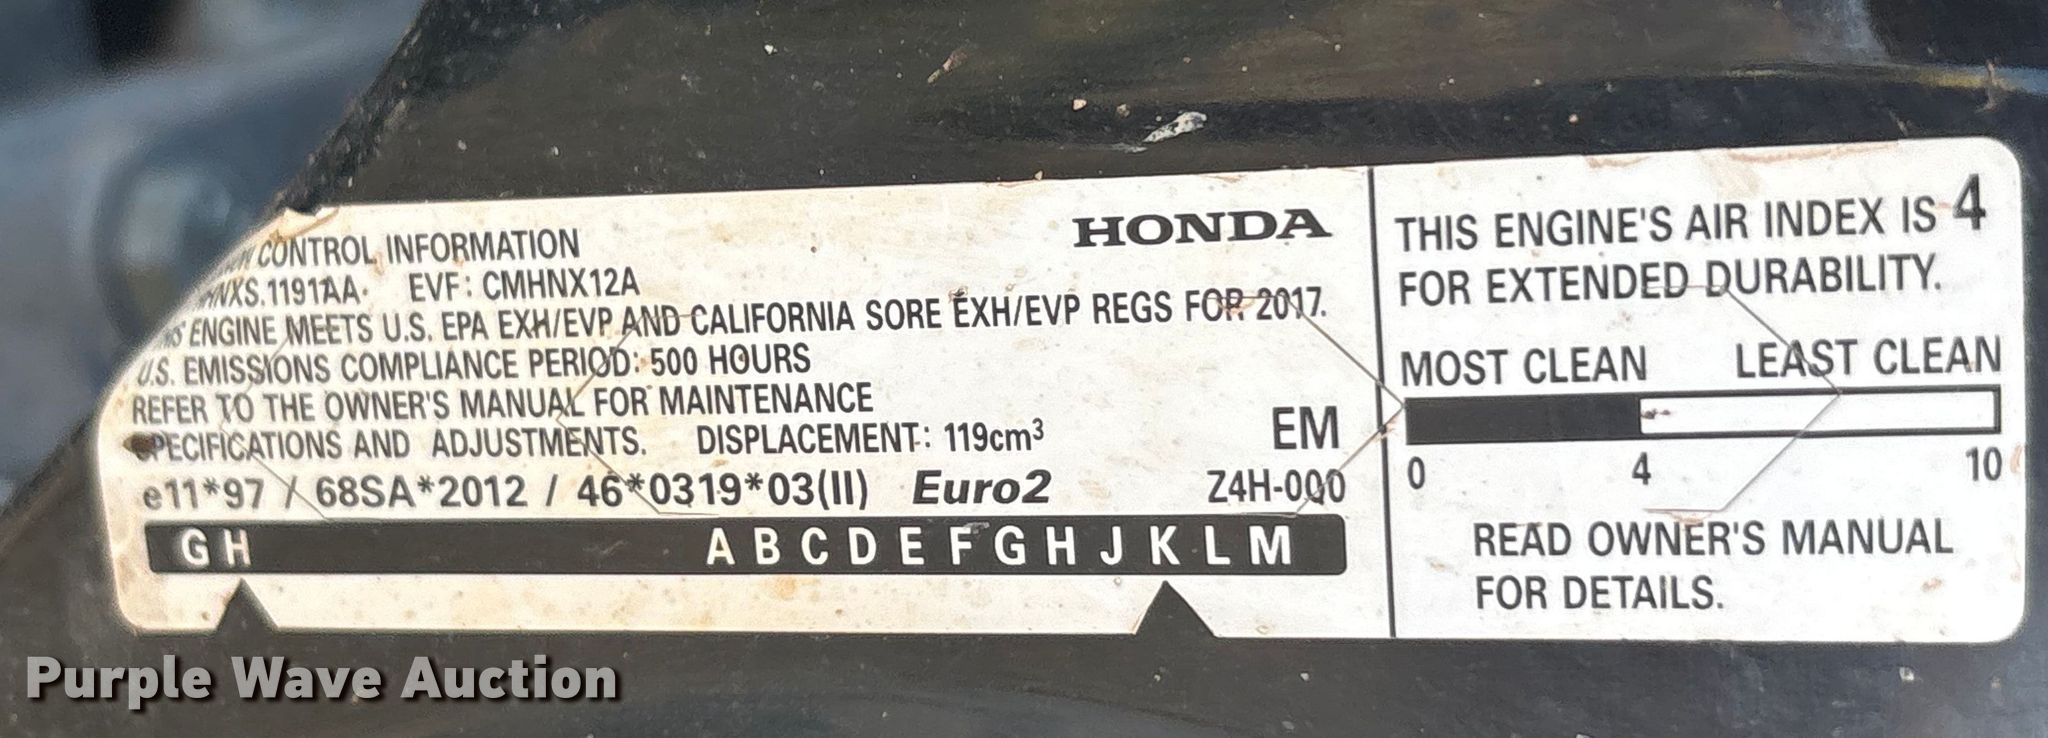 CONTROL INFORMATION
HONDA
HNXS.1191AA EVF: CMHNX12A
ENGINE MEETS U.S. EPA EXH/EVP AND CALIFORNIA SORE EXH/EVP REGS FOR 2017.
U.S. EMISSIONS COMPLIANCE PERIOD: 500 HOURS
REFER TO THE OWNER'S MANUAL FOR MAINTENANCE
SPECIFICATIONS AND ADJUSTMENTS. DISPLACEMENT: 119cm³
EM
e11*97 / 68SA*2012 / 46*0319*03(II) Euro2 Z4H-000
G H A B C D E F G H J K L M
THIS ENGINE'S AIR INDEX IS 4
FOR EXTENDED DURABILITY.
MOST CLEAN LEAST CLEAN
0 4 10
READ OWNER'S MANUAL
FOR DETAILS.
Purple Wave Auction